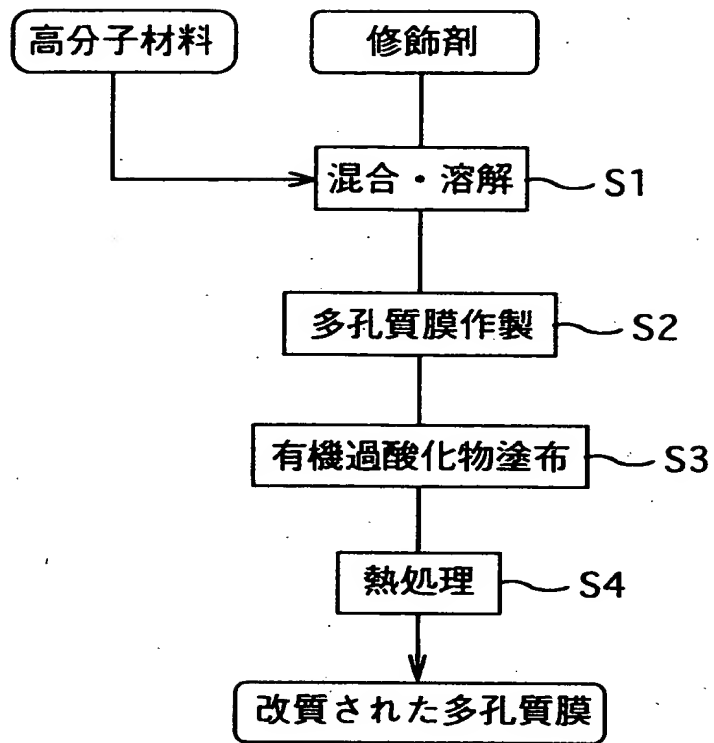 高分子材料
修飾剤
混合・溶解
S1
多孔質膜作製
S2
有機過酸化物塗布
S3
熱処理
S4
改質された多孔質膜